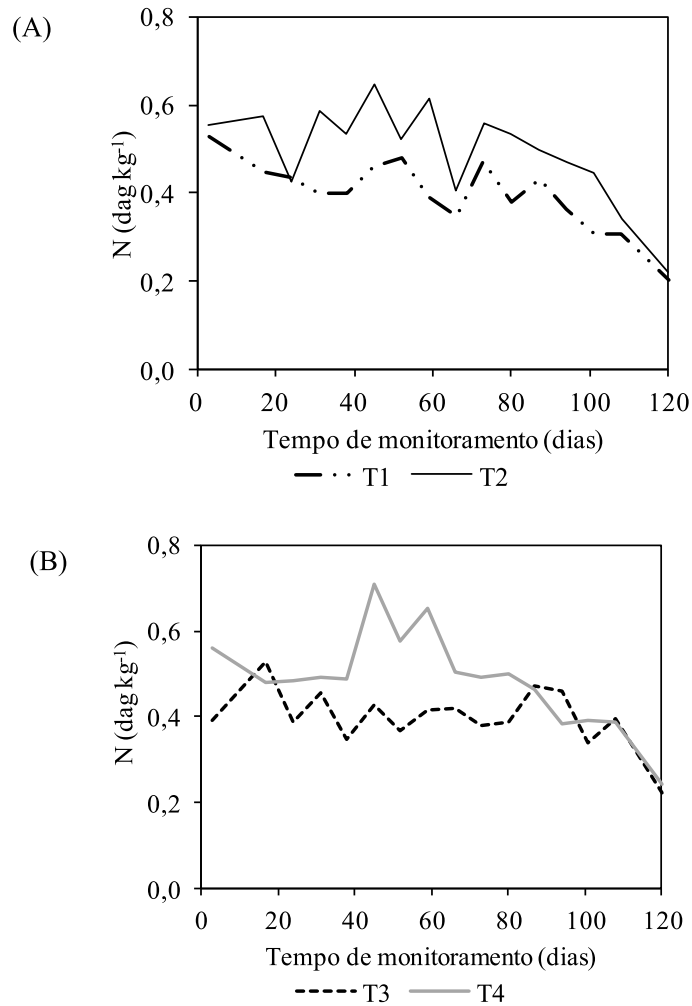 (A)
N (dag kg-1)
0,8
0,6
0,4
0,2
0,0
0 20 40 60 80 100 120
Tempo de monitoramento (dias)
T1 T2
(B)
N (dag kg-1)
0,8
0,6
0,4
0,2
0,0
0 20 40 60 80 100 120
Tempo de monitoramento (dias)
T3 T4